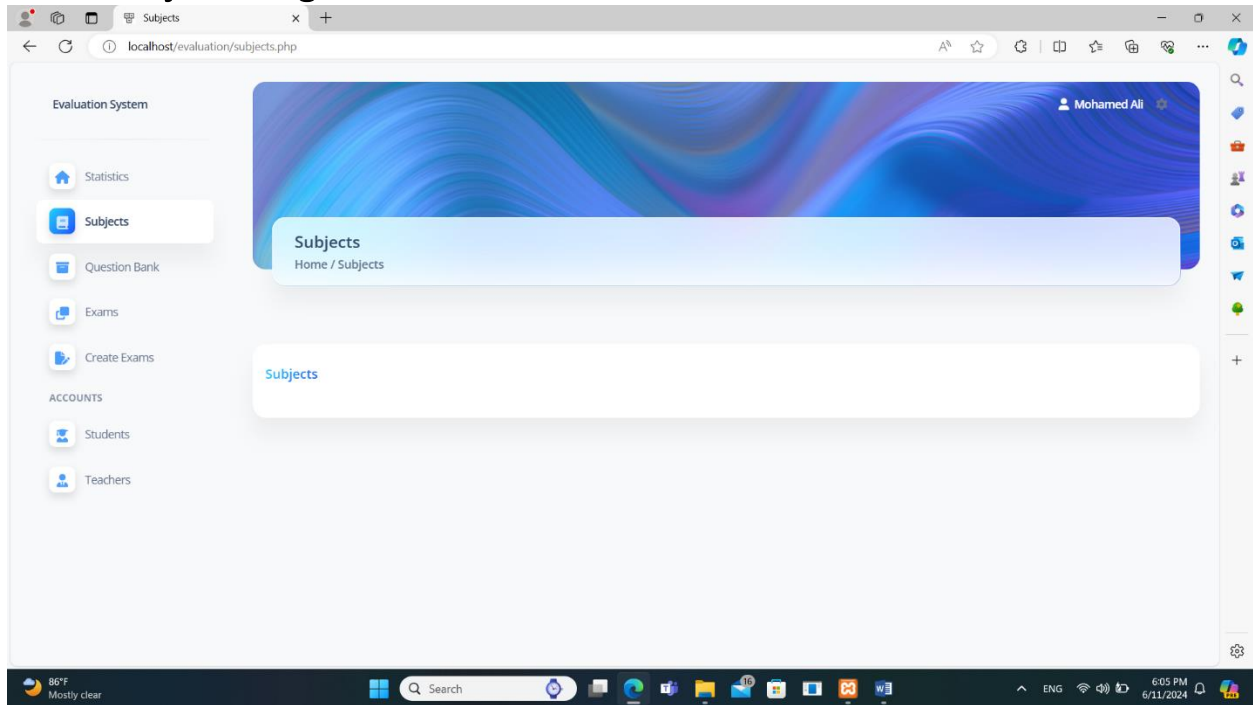 Subjects
localhost/evaluation/subjects.php
Evaluation System
Mohamed Ali
Statistics
Subjects
Subjects
Home / Subjects
Question Bank
Exams
Create Exams
Subjects
ACCOUNTS
Students
Teachers
86°F
Mostly clear
Search
16
ENG
6:05 PM
6/11/2024